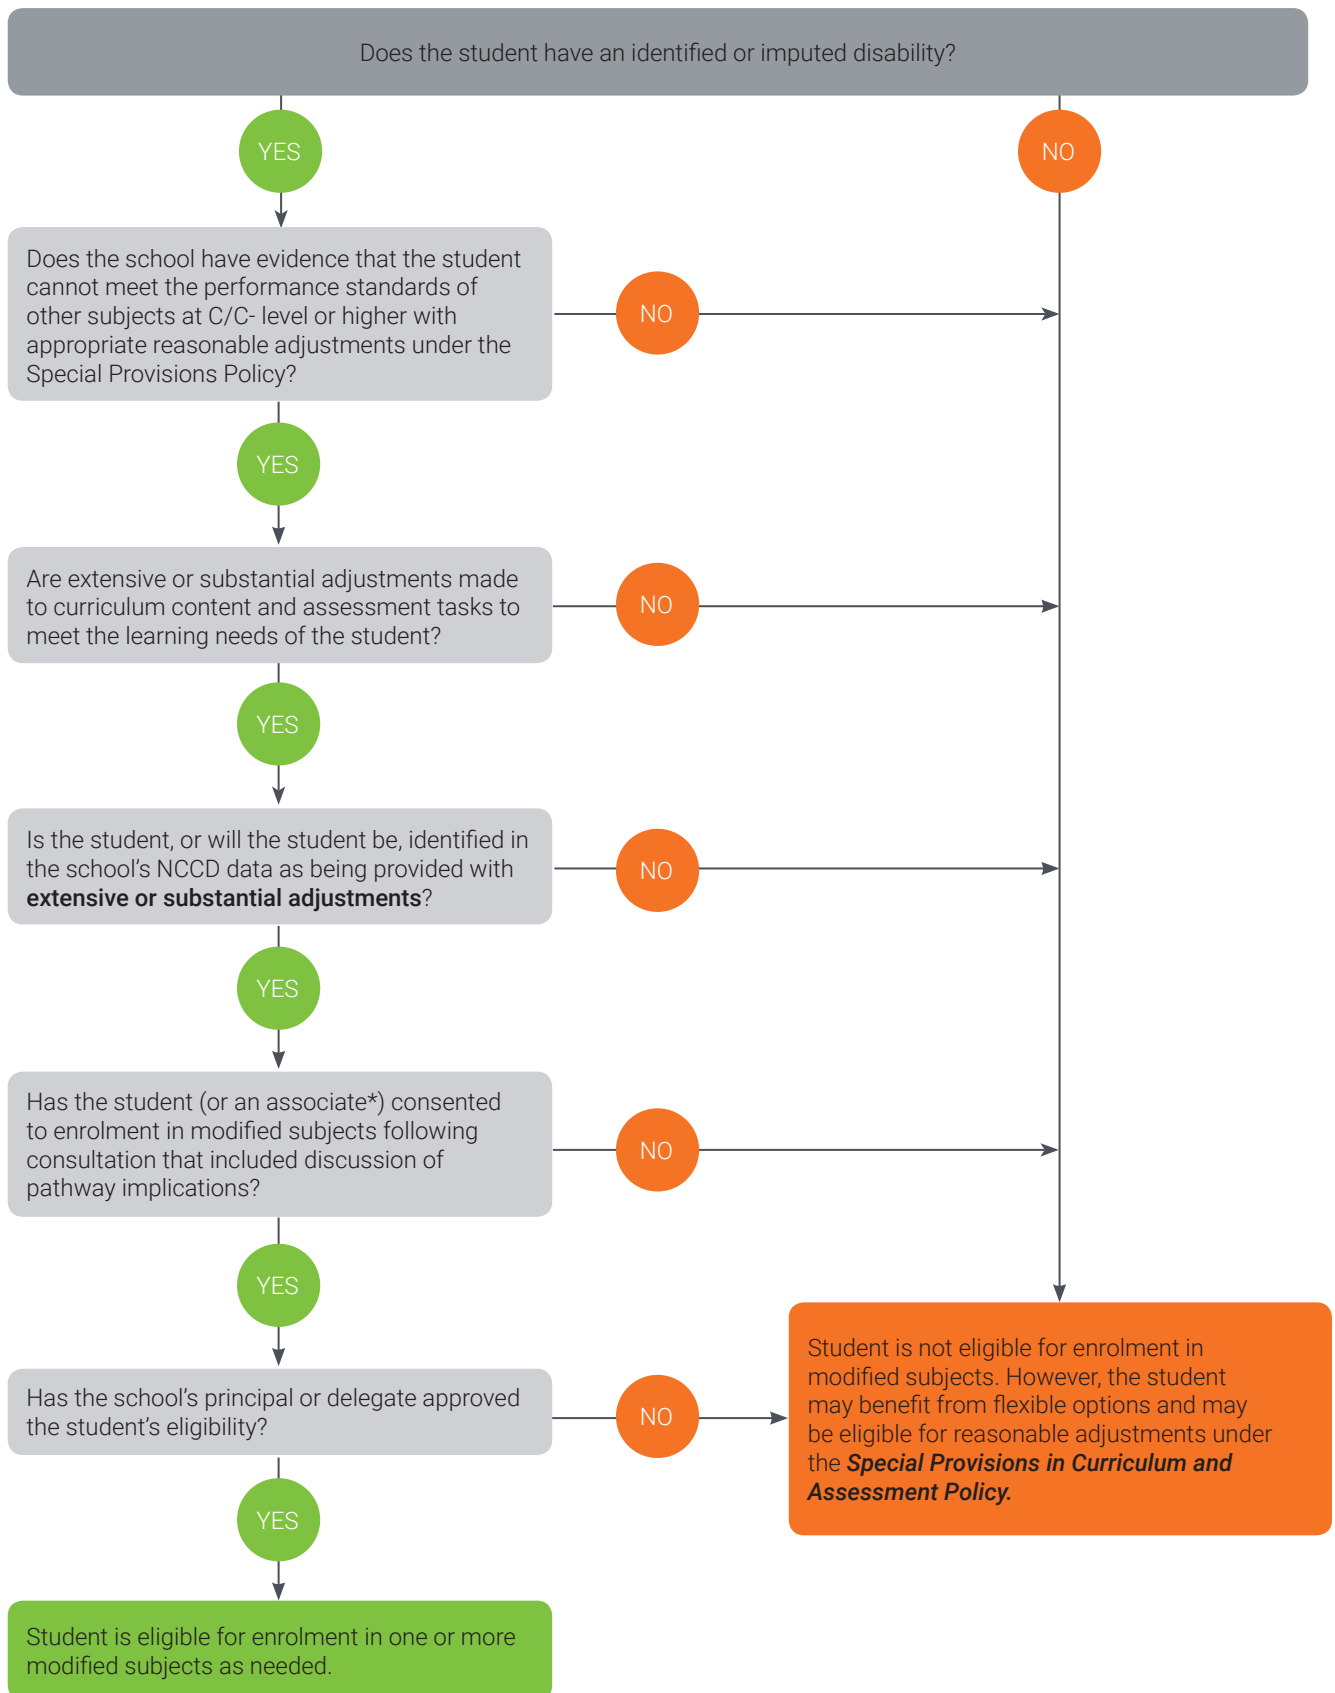 Does the student have an identified or imputed disability?
YES
NO
Does the school have evidence that the student
cannot meet the performance standards of
other subjects at C/C- level or higher with
appropriate reasonable adjustments under the
Special Provisions Policy?
NO
YES
Are extensive or substantial adjustments made
to curriculum content and assessment tasks to
meet the learning needs of the student?
NO
YES
Is the student, or will the student be, identified in
the school’s NCCD data as being provided with
extensive or substantial adjustments?
NO
YES
Has the student (or an associate*) consented
to enrolment in modified subjects following
consultation that included discussion of
pathway implications?
NO
YES
Has the school’s principal or delegate approved
the student’s eligibility?
NO
Student is not eligible for enrolment in
modified subjects. However, the student
may benefit from flexible options and may
be eligible for reasonable adjustments under
the Special Provisions in Curriculum and
Assessment Policy.
YES
Student is eligible for enrolment in one or more
modified subjects as needed.